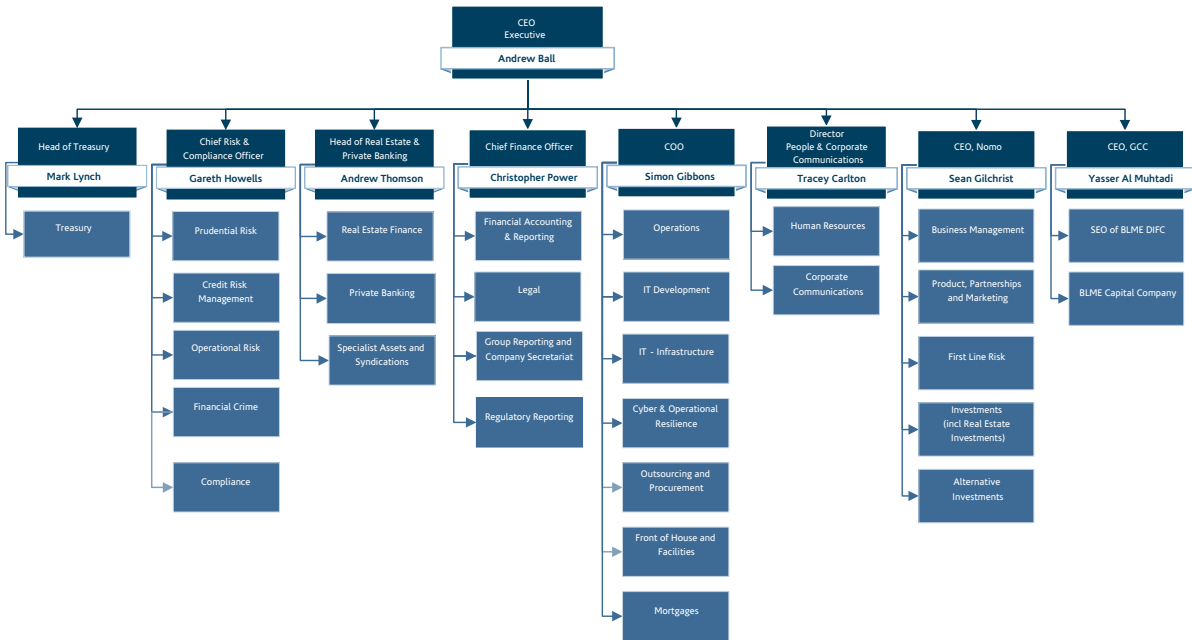 CEO
Executive
Andrew Ball
Head of Treasury
Mark Lynch
Treasury
Chief Risk &
Compliance Officer
Gareth Howells
Prudential Risk
Credit Risk
Management
Operational Risk
Financial Crime
Compliance
Head of Real Estate &
Private Banking
Andrew Thomson
Real Estate Finance
Private Banking
Specialist Assets and
Syndications
Chief Finance Officer
Christopher Power
Financial Accounting
& Reporting
Legal
Group Reporting and
Company Secretariat
Regulatory Reporting
COO
Simon Gibbons
Operations
IT Development
IT - Infrastructure
Cyber & Operational
Resilience
Outsourcing and
Procurement
Front of House and
Facilities
Mortgages
Director
People & Corporate
Communications
Tracey Carlton
Human Resources
Corporate
Communications
CEO, Nomo
Sean Gilchrist
Business Management
Product, Partnerships
and Marketing
First Line Risk
Investments
(incl Real Estate
Investments)
Alternative
Investments
CEO, GCC
Yasser Al Muhtadi
SEO of BLME DIFC
BLME Capital Company